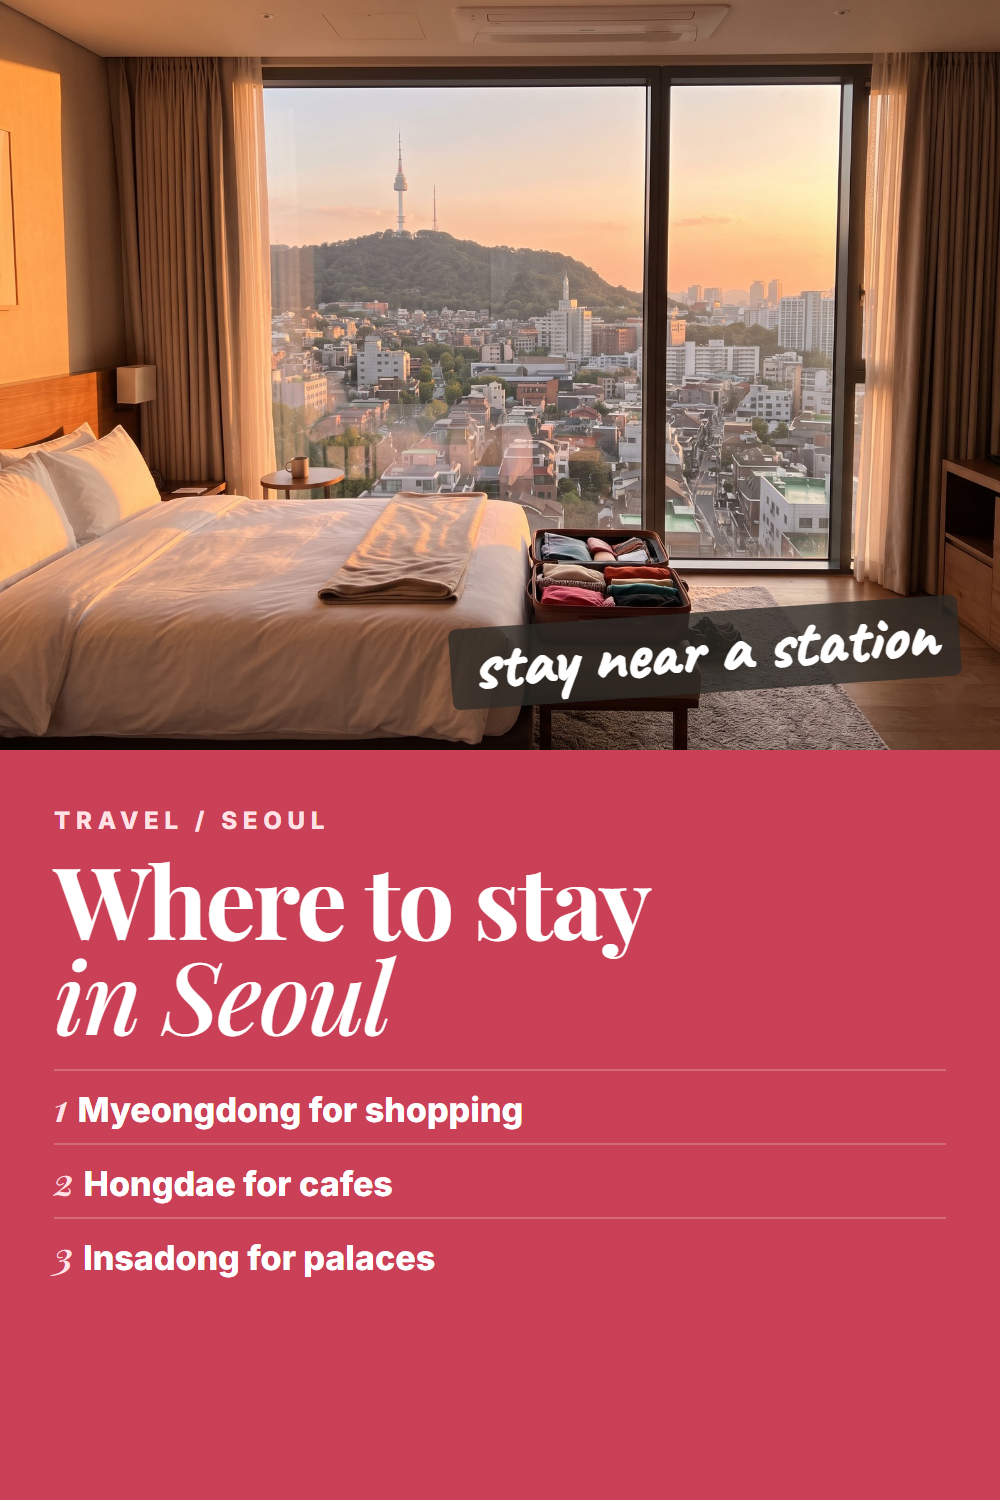 stay near a station
TRAVEL / SEOUL
Where to stay
in Seoul
1 Myeongdong for shopping
2 Hongdae for cafes
3 Insadong for palaces